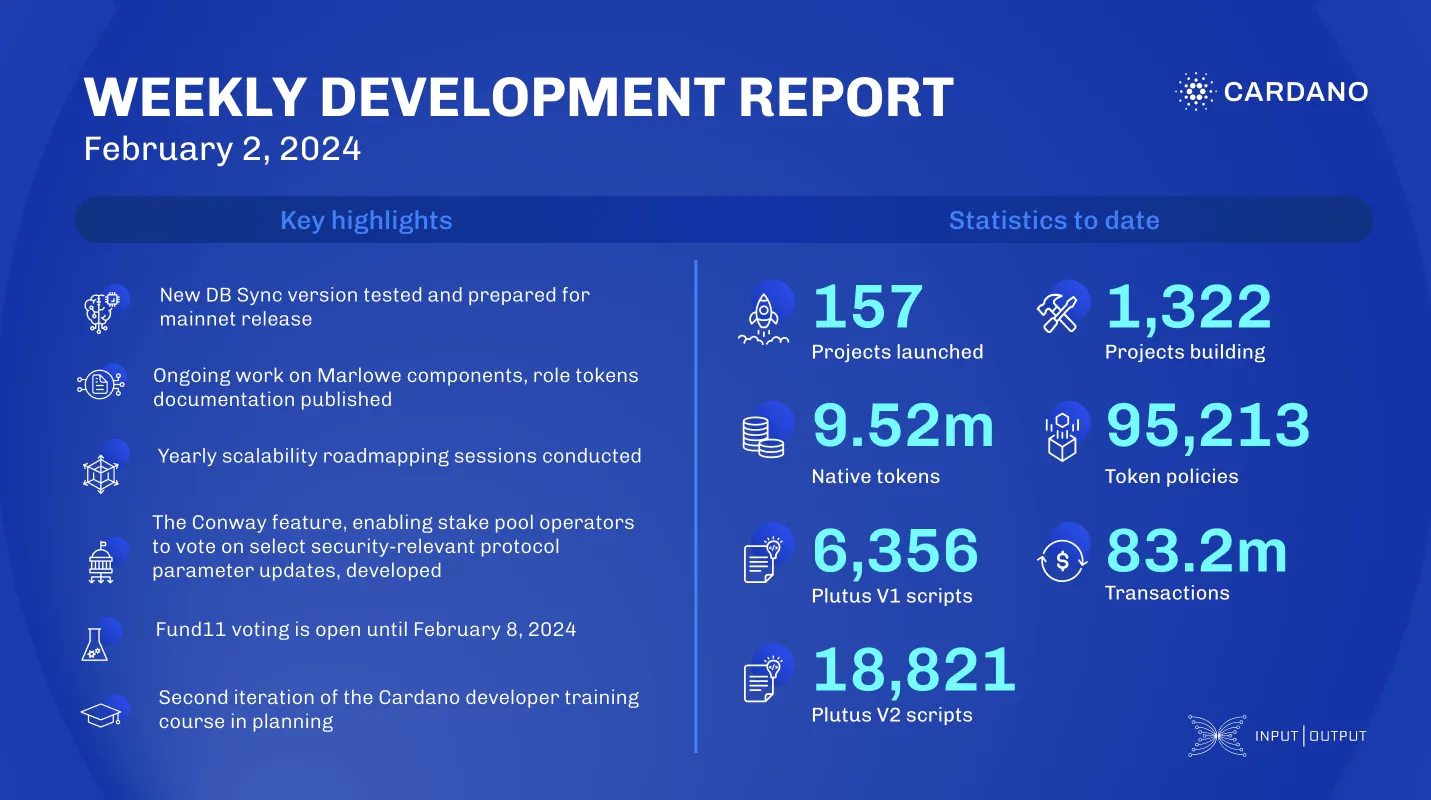 WEEKLY DEVELOPMENT REPORT
February 2, 2024
CARDANO
Key highlights
Statistics to date
New DB Sync version tested and prepared for
mainnet release
Ongoing work on Marlowe components, role tokens
documentation published
Yearly scalability roadmapping sessions conducted
The Conway feature, enabling stake pool operators
to vote on select security-relevant protocol
parameter updates, developed
Fund11 voting is open until February 8, 2024
Second iteration of the Cardano developer training
course in planning
157
Projects launched
1,322
Projects building
9.52m
Native tokens
95,213
Token policies
6,356
Plutus V1 scripts
$
83.2m
Transactions
18,821
Plutus V2 scripts
INPUT|OUTPUT